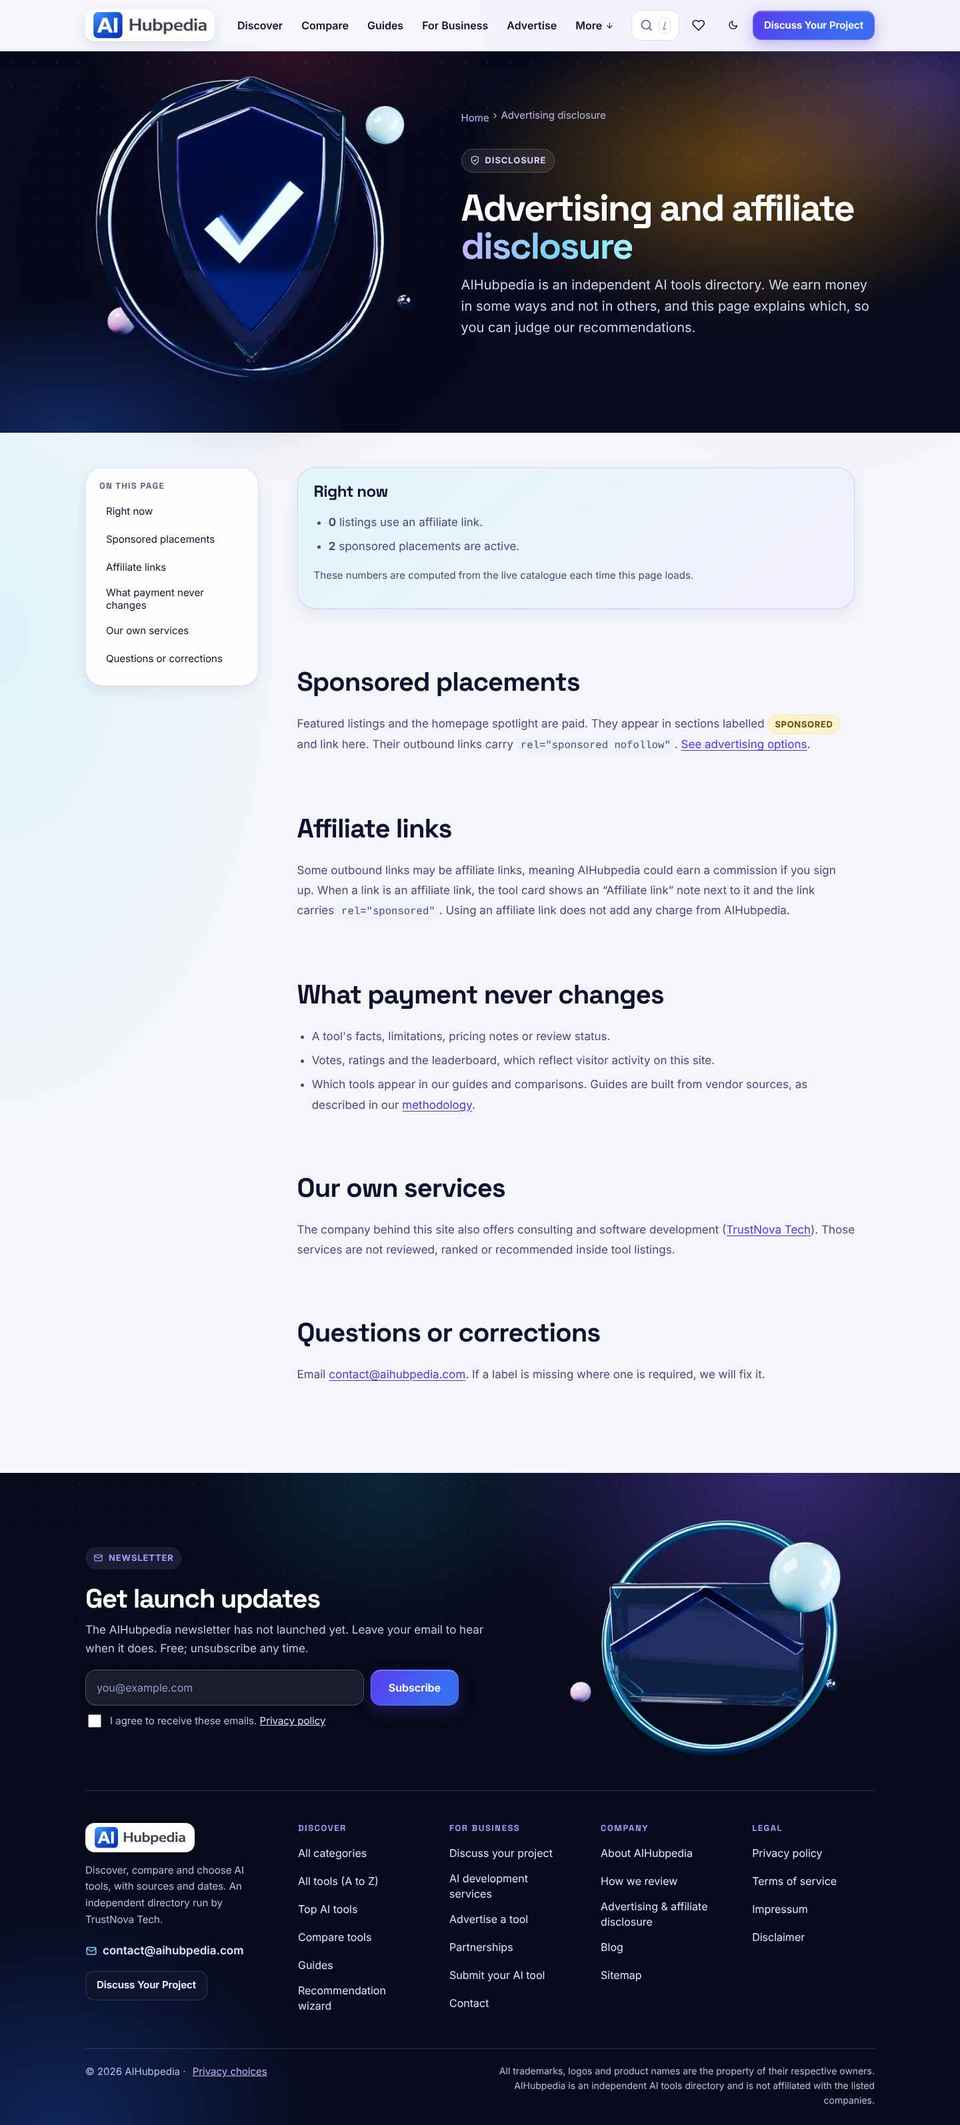 AI Hubpedia
Discover
Compare
Guides
For Business
Advertise
More ↓
/
Discuss Your Project
Home › Advertising disclosure
DISCLOSURE
Advertising and affiliate
disclosure
AIHubpedia is an independent AI tools directory. We earn money
in some ways and not in others, and this page explains which, so
you can judge our recommendations.
ON THIS PAGE
Right now
Sponsored placements
Affiliate links
What payment never
changes
Our own services
Questions or corrections
Right now
• 0 listings use an affiliate link.
• 2 sponsored placements are active.
These numbers are computed from the live catalogue each time this page loads.
Sponsored placements
Featured listings and the homepage spotlight are paid. They appear in sections labelled SPONSORED
and link here. Their outbound links carry rel="sponsored nofollow" . See advertising options.
Affiliate links
Some outbound links may be affiliate links, meaning AIHubpedia could earn a commission if you sign
up. When a link is an affiliate link, the tool card shows an “Affiliate link” note next to it and the link
carries rel="sponsored" . Using an affiliate link does not add any charge from AIHubpedia.
What payment never changes
• A tool's facts, limitations, pricing notes or review status.
• Votes, ratings and the leaderboard, which reflect visitor activity on this site.
• Which tools appear in our guides and comparisons. Guides are built from vendor sources, as
described in our methodology.
Our own services
The company behind this site also offers consulting and software development (TrustNova Tech). Those
services are not reviewed, ranked or recommended inside tool listings.
Questions or corrections
Email contact@aihubpedia.com. If a label is missing where one is required, we will fix it.
NEWSLETTER
Get launch updates
The AIHubpedia newsletter has not launched yet. Leave your email to hear
when it does. Free; unsubscribe any time.
you@example.com
Subscribe
I agree to receive these emails. Privacy policy
AI Hubpedia
Discover, compare and choose AI
tools, with sources and dates. An
independent directory run by
TrustNova Tech.
contact@aihubpedia.com
Discuss Your Project
DISCOVER
All categories
All tools (A to Z)
Top AI tools
Compare tools
Guides
Recommendation
wizard
FOR BUSINESS
Discuss your project
AI development
services
Advertise a tool
Partnerships
Submit your AI tool
Contact
COMPANY
About AIHubpedia
How we review
Advertising & affiliate
disclosure
Blog
Sitemap
LEGAL
Privacy policy
Terms of service
Impressum
Disclaimer
© 2026 AIHubpedia · Privacy choices
All trademarks, logos and product names are the property of their respective owners.
AIHubpedia is an independent AI tools directory and is not affiliated with the listed
companies.